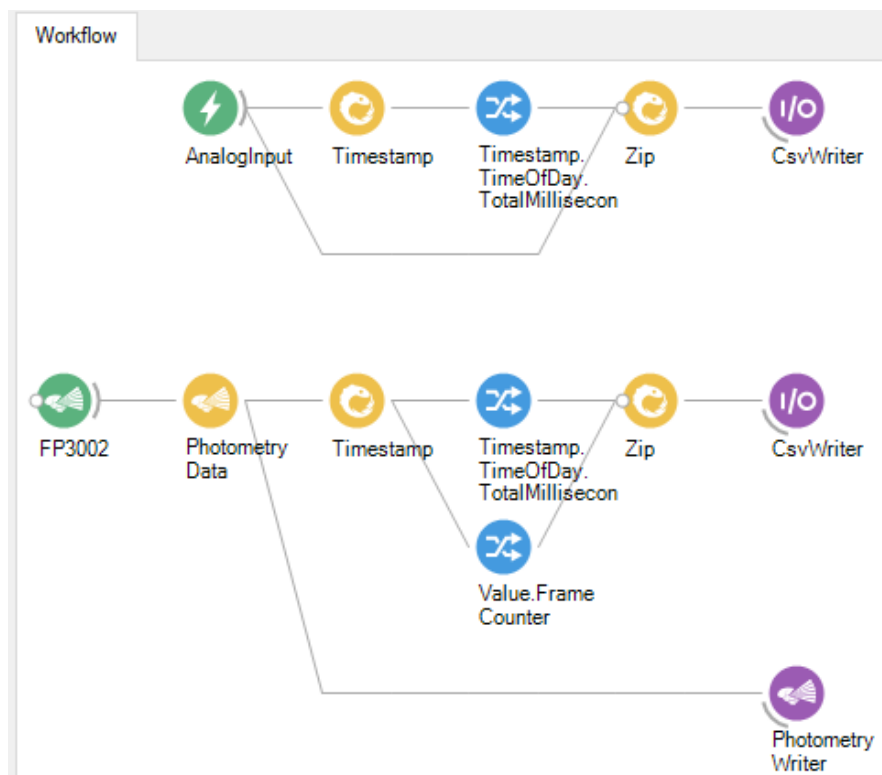 Workflow
AnalogInput
Timestamp
Timestamp.
TimeOfDay.
TotalMillisecon
Zip
I/O
CsvWriter
FP3002
Photometry
Data
Timestamp
Timestamp.
TimeOfDay.
TotalMillisecon
Zip
I/O
CsvWriter
Value.Frame
Counter
Photometry
Writer